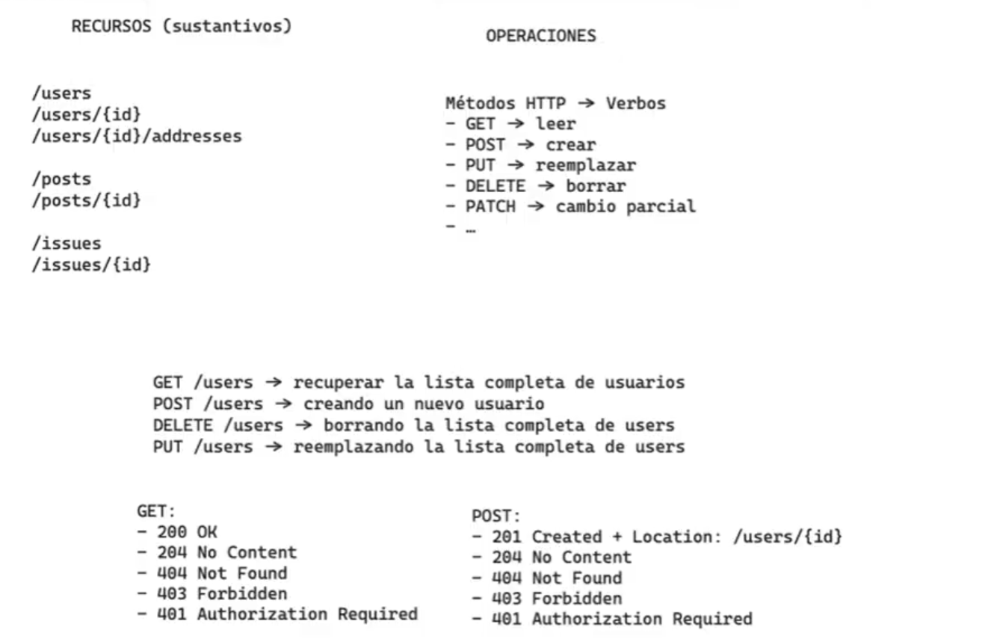 RECURSOS (sustantivos)
/users
/users/{id}
/users/{id}/addresses
/posts
/posts/{id}
/issues
/issues/{id}
OPERACIONES
Métodos HTTP → Verbos
- GET → leer
- POST → crear
- PUT → reemplazar
- DELETE → borrar
- PATCH → cambio parcial
- …
GET /users → recuperar la lista completa de usuarios
POST /users → creando un nuevo usuario
DELETE /users → borrando la lista completa de users
PUT /users → reemplazando la lista completa de users
GET:
- 200 OK
- 204 No Content
- 404 Not Found
- 403 Forbidden
- 401 Authorization Required
POST:
- 201 Created + Location: /users/{id}
- 204 No Content
- 404 Not Found
- 403 Forbidden
- 401 Authorization Required